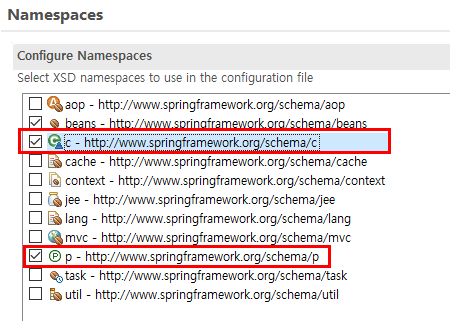 Namespaces
Configure Namespaces
Select XSD namespaces to use in the configuration file
aop - http://www.springframework.org/schema/aop
beans - http://www.springframework.org/schema/beans
c - http://www.springframework.org/schema/c
cache - http://www.springframework.org/schema/cache
context - http://www.springframework.org/schema/context
jee - http://www.springframework.org/schema/jee
lang - http://www.springframework.org/schema/lang
mvc - http://www.springframework.org/schema/mvc
p - http://www.springframework.org/schema/p
task - http://www.springframework.org/schema/task
util - http://www.springframework.org/schema/util